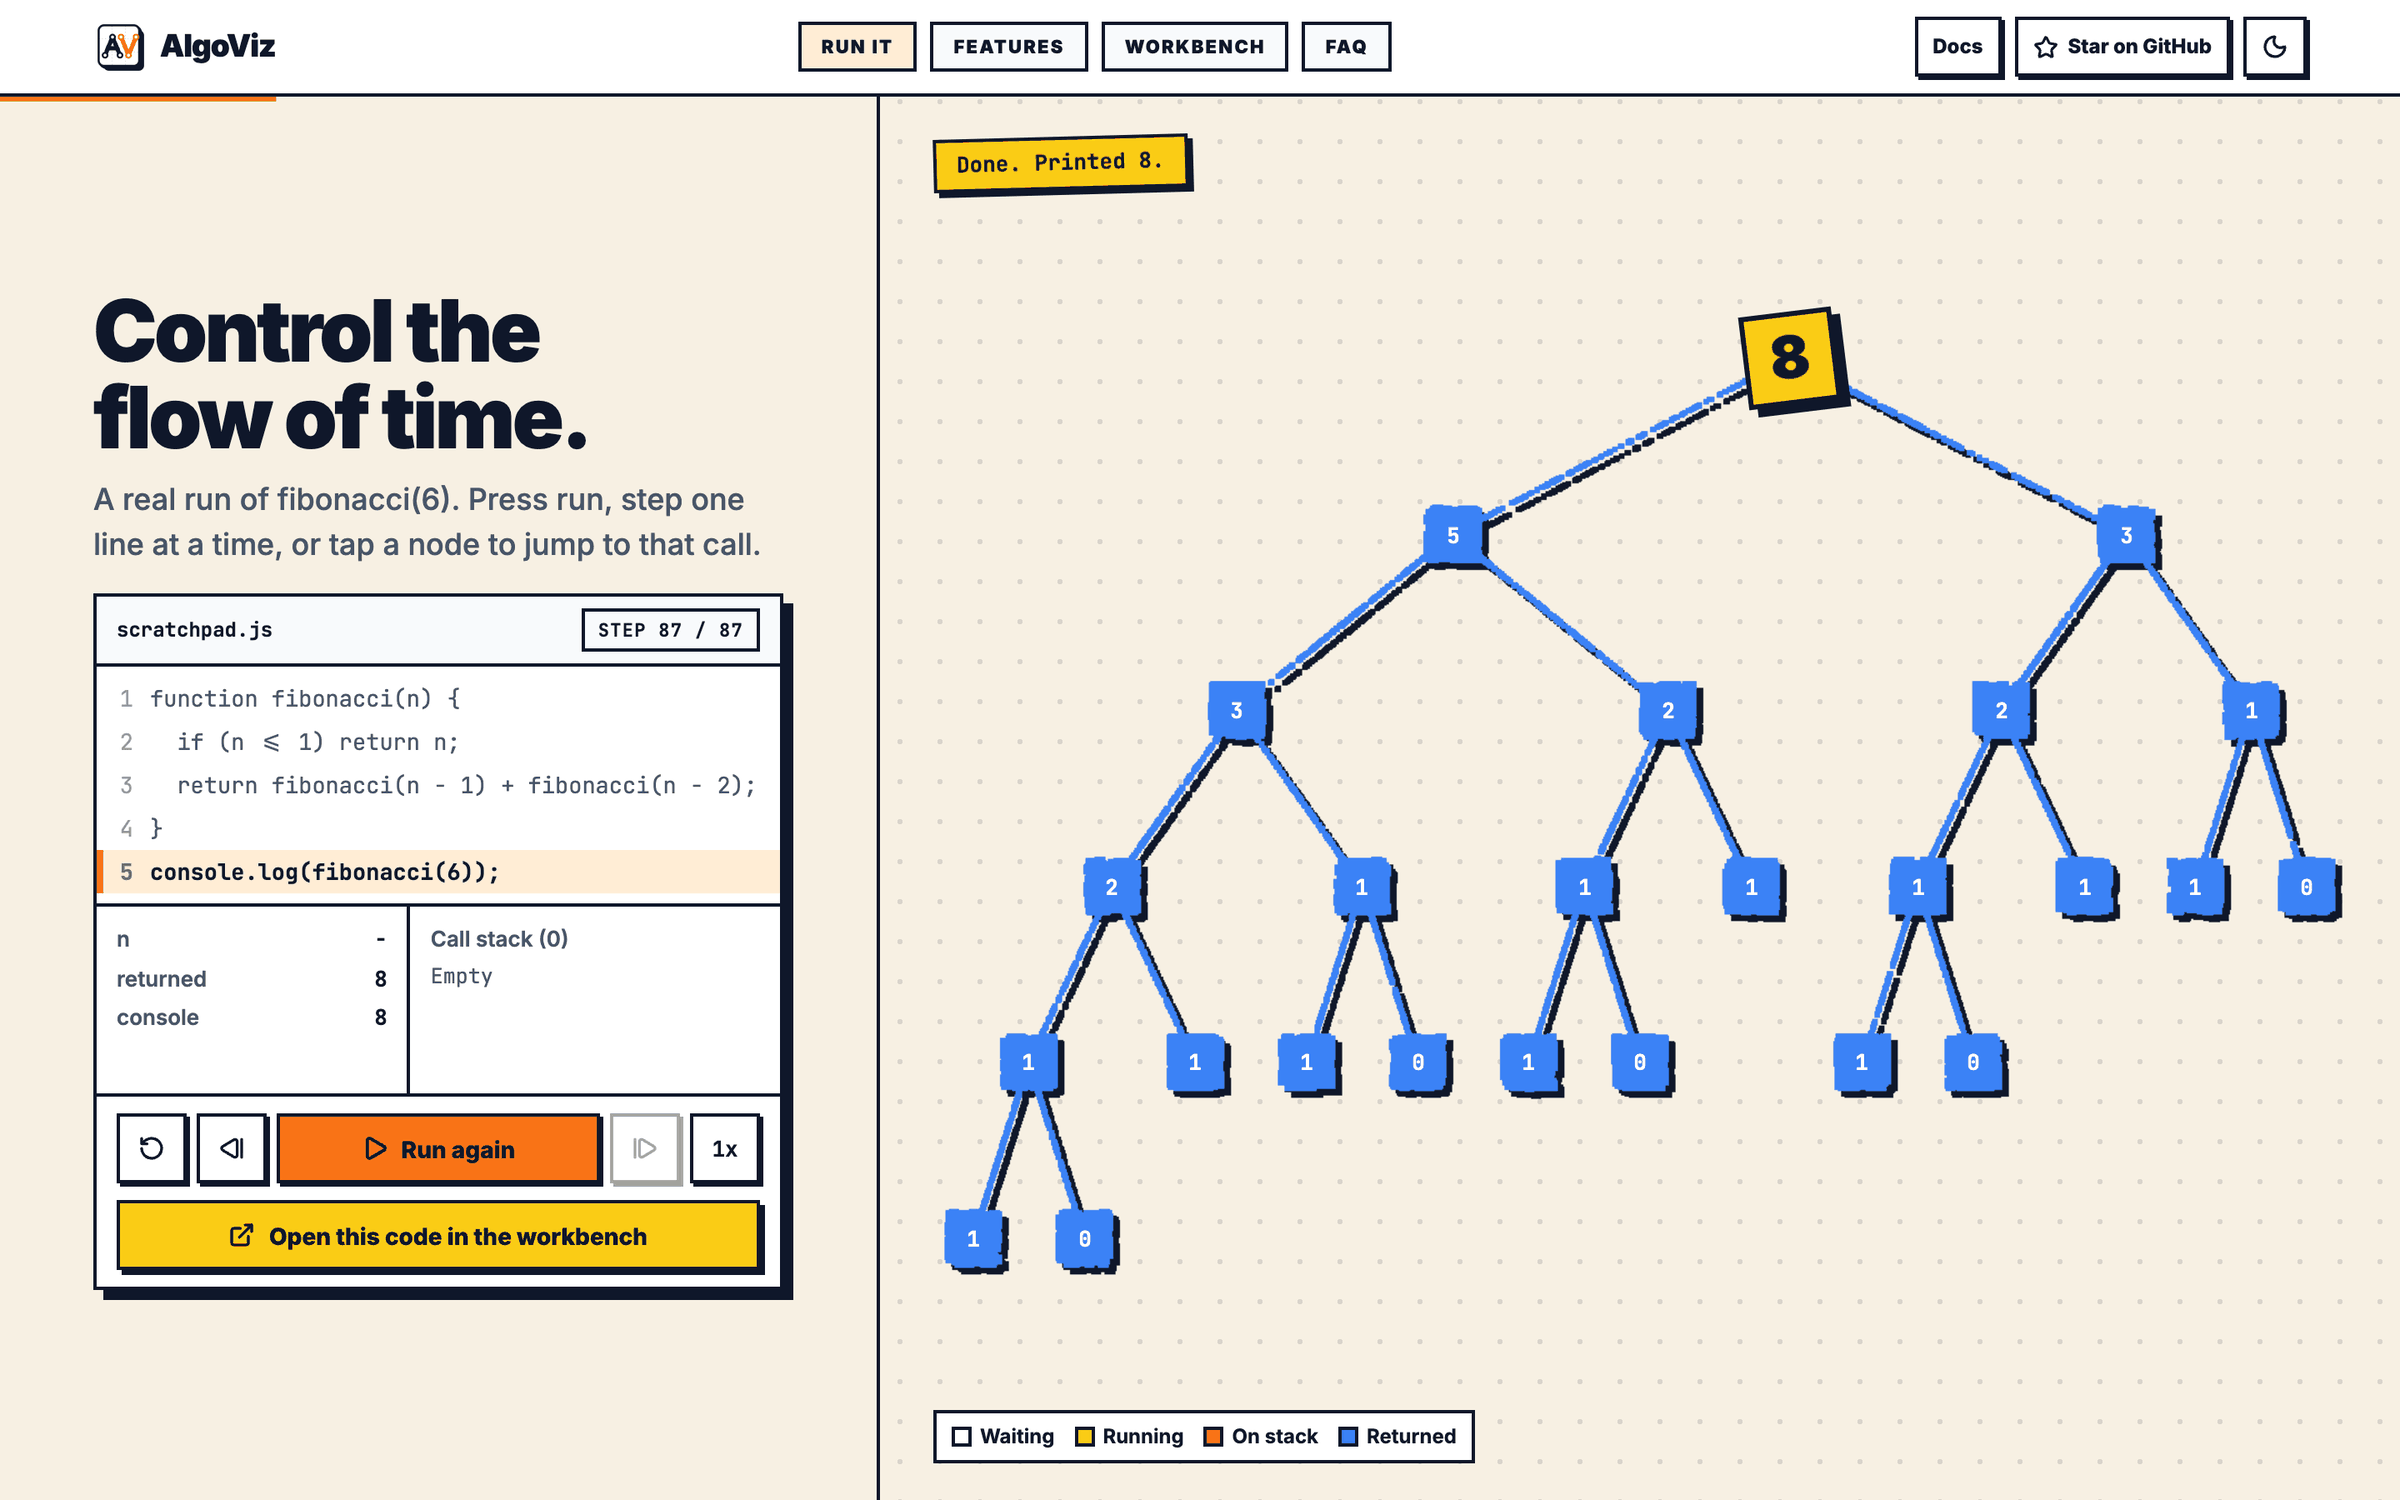 AV AlgoViz
RUN IT
FEATURES
WORKBENCH
FAQ
Docs
Star on GitHub
Control the
flow of time.
A real run of fibonacci(6). Press run, step one
line at a time, or tap a node to jump to that call.
scratchpad.js
STEP 87 / 87
1 function fibonacci(n) {
2 if (n <= 1) return n;
3 return fibonacci(n - 1) + fibonacci(n - 2);
4 }
5 console.log(fibonacci(6));
n -
returned 8
console 8
Call stack (0)
Empty
Run again
1x
Open this code in the workbench
Done. Printed 8.
8
5 3
3 2 2 1
2 1 1 1 1 1 1 0
1 1 1 0 1 0 1 0
1 0
Waiting
Running
On stack
Returned